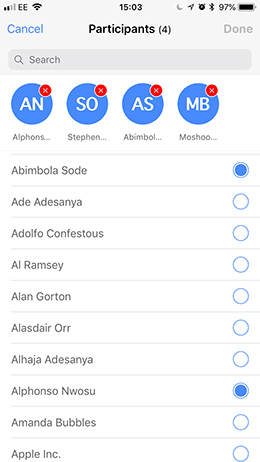 EE 15:03 97%
Cancel Participants (4) Done
Search
AN SO AS MB
Alphons... Stephen... Abimbol... Moshoo...
Abimbola Sode
Ade Adesanya
Adolfo Confestous
Al Ramsey
Alan Gorton
Alasdair Orr
Alhaja Adesanya
Alphonso Nwosu
Amanda Bubbles
Apple Inc.